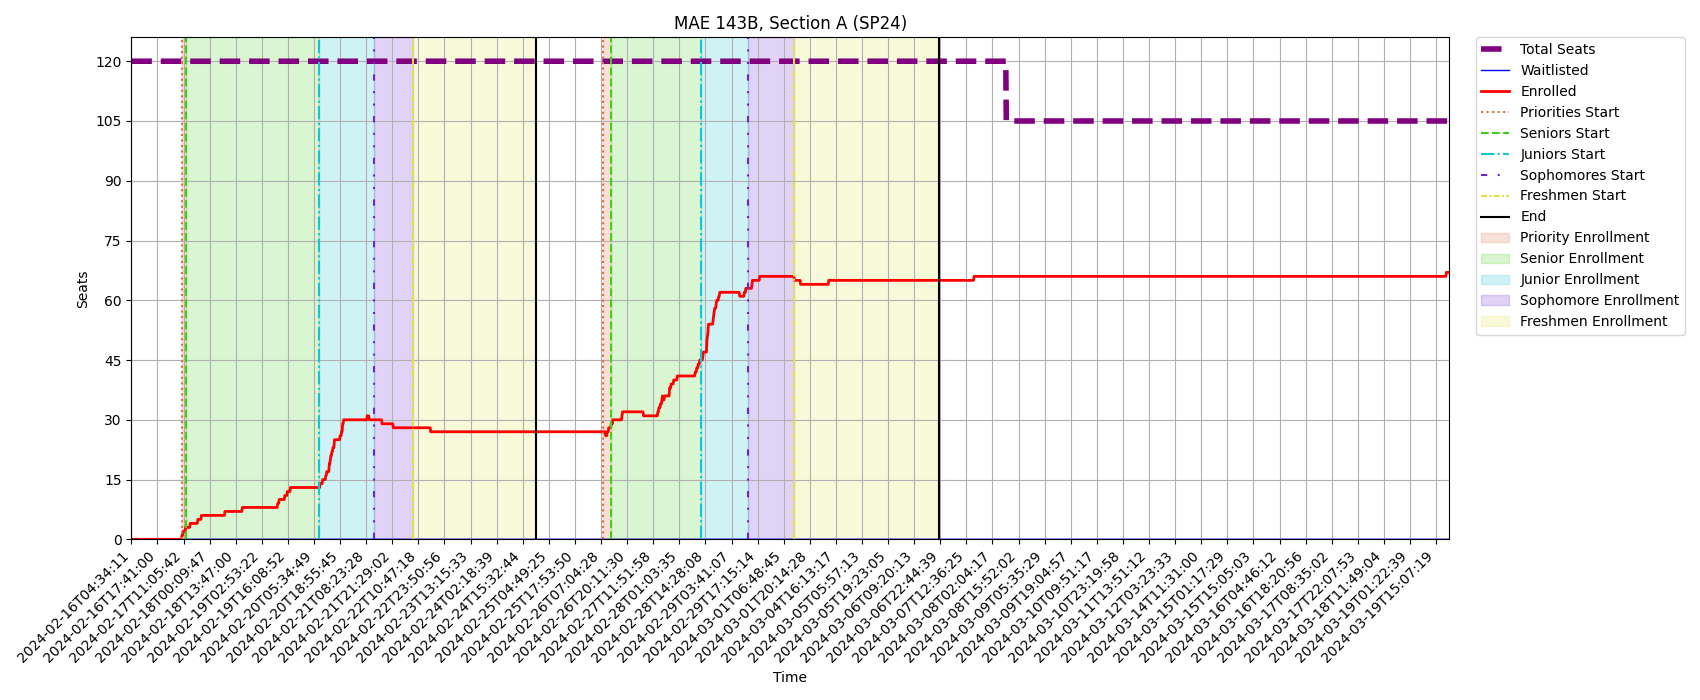 MAE 143B, Section A (SP24)
Seats
120
105
90
75
60
45
30
15
0
2024-02-16T04:34:11
2024-02-16T17:41:00
2024-02-17T11:05:42
2024-02-18T00:09:47
2024-02-18T13:47:00
2024-02-19T02:53:22
2024-02-19T16:08:52
2024-02-20T05:34:49
2024-02-20T18:55:45
2024-02-21T08:23:28
2024-02-21T21:29:02
2024-02-22T10:47:18
2024-02-22T23:50:56
2024-02-23T13:15:33
2024-02-24T02:18:39
2024-02-24T15:32:44
2024-02-25T04:49:25
2024-02-25T17:53:50
2024-02-26T07:04:28
2024-02-26T20:11:30
2024-02-27T11:51:58
2024-02-28T01:03:35
2024-02-28T14:28:08
2024-02-29T03:41:07
2024-02-29T17:15:14
2024-03-01T06:48:45
2024-03-01T20:14:28
2024-03-04T16:13:17
2024-03-05T05:57:13
2024-03-05T19:23:05
2024-03-06T09:20:13
2024-03-06T22:44:39
2024-03-07T12:36:25
2024-03-08T02:04:17
2024-03-08T15:52:02
2024-03-09T05:35:29
2024-03-09T19:04:57
2024-03-10T09:51:17
2024-03-10T23:19:58
2024-03-11T13:51:12
2024-03-12T03:23:33
2024-03-14T11:31:00
2024-03-15T01:17:29
2024-03-15T15:05:03
2024-03-16T04:46:12
2024-03-16T18:20:56
2024-03-17T08:35:02
2024-03-17T22:07:53
2024-03-18T11:49:04
2024-03-19T01:22:39
2024-03-19T15:07:19
Time
Total Seats
Waitlisted
Enrolled
Priorities Start
Seniors Start
Juniors Start
Sophomores Start
Freshmen Start
End
Priority Enrollment
Senior Enrollment
Junior Enrollment
Sophomore Enrollment
Freshmen Enrollment